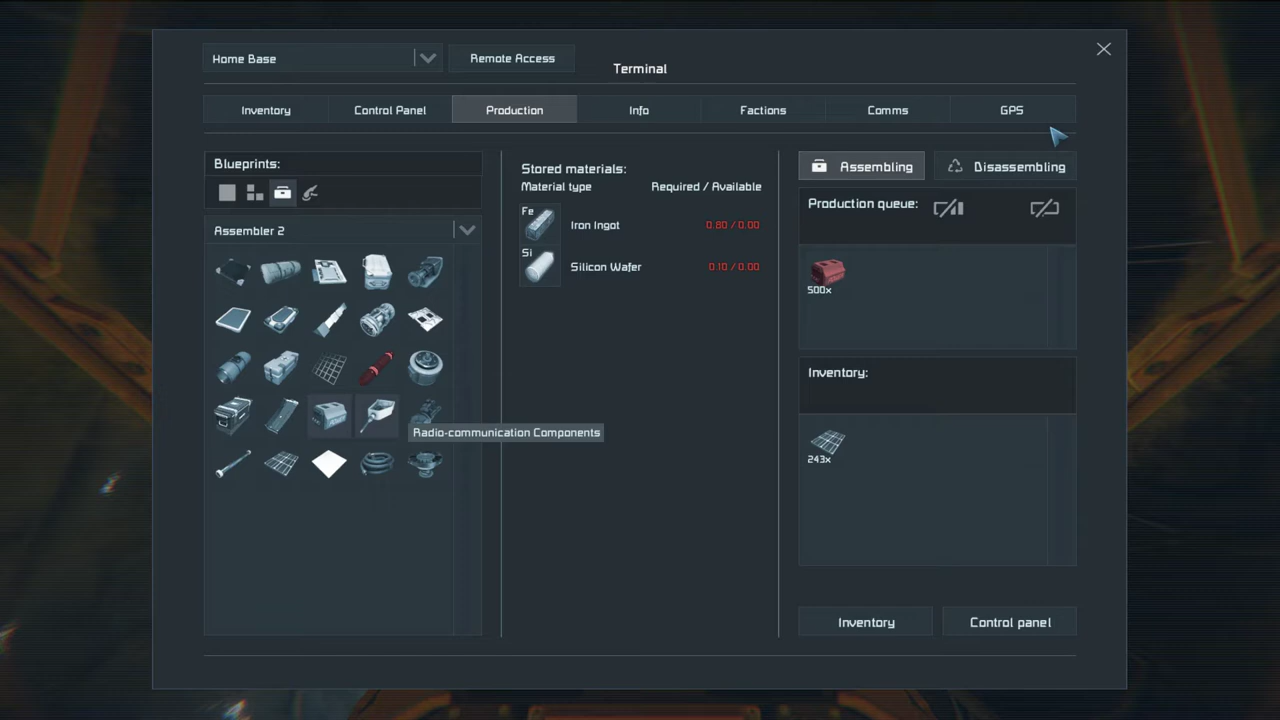 Home Base
Remote Access
Terminal
Inventory
Control Panel
Production
Info
Factions
Comms
GPS
Blueprints:
Assembler 2
Stored materials:
Material type
Required / Available
Fe
Iron Ingot
0.80 / 0.00
Si
Silicon Wafer
0.10 / 0.00
Radio-communication Components
Assembling
Disassembling
Production queue:
500x
Inventory:
243x
Inventory
Control panel